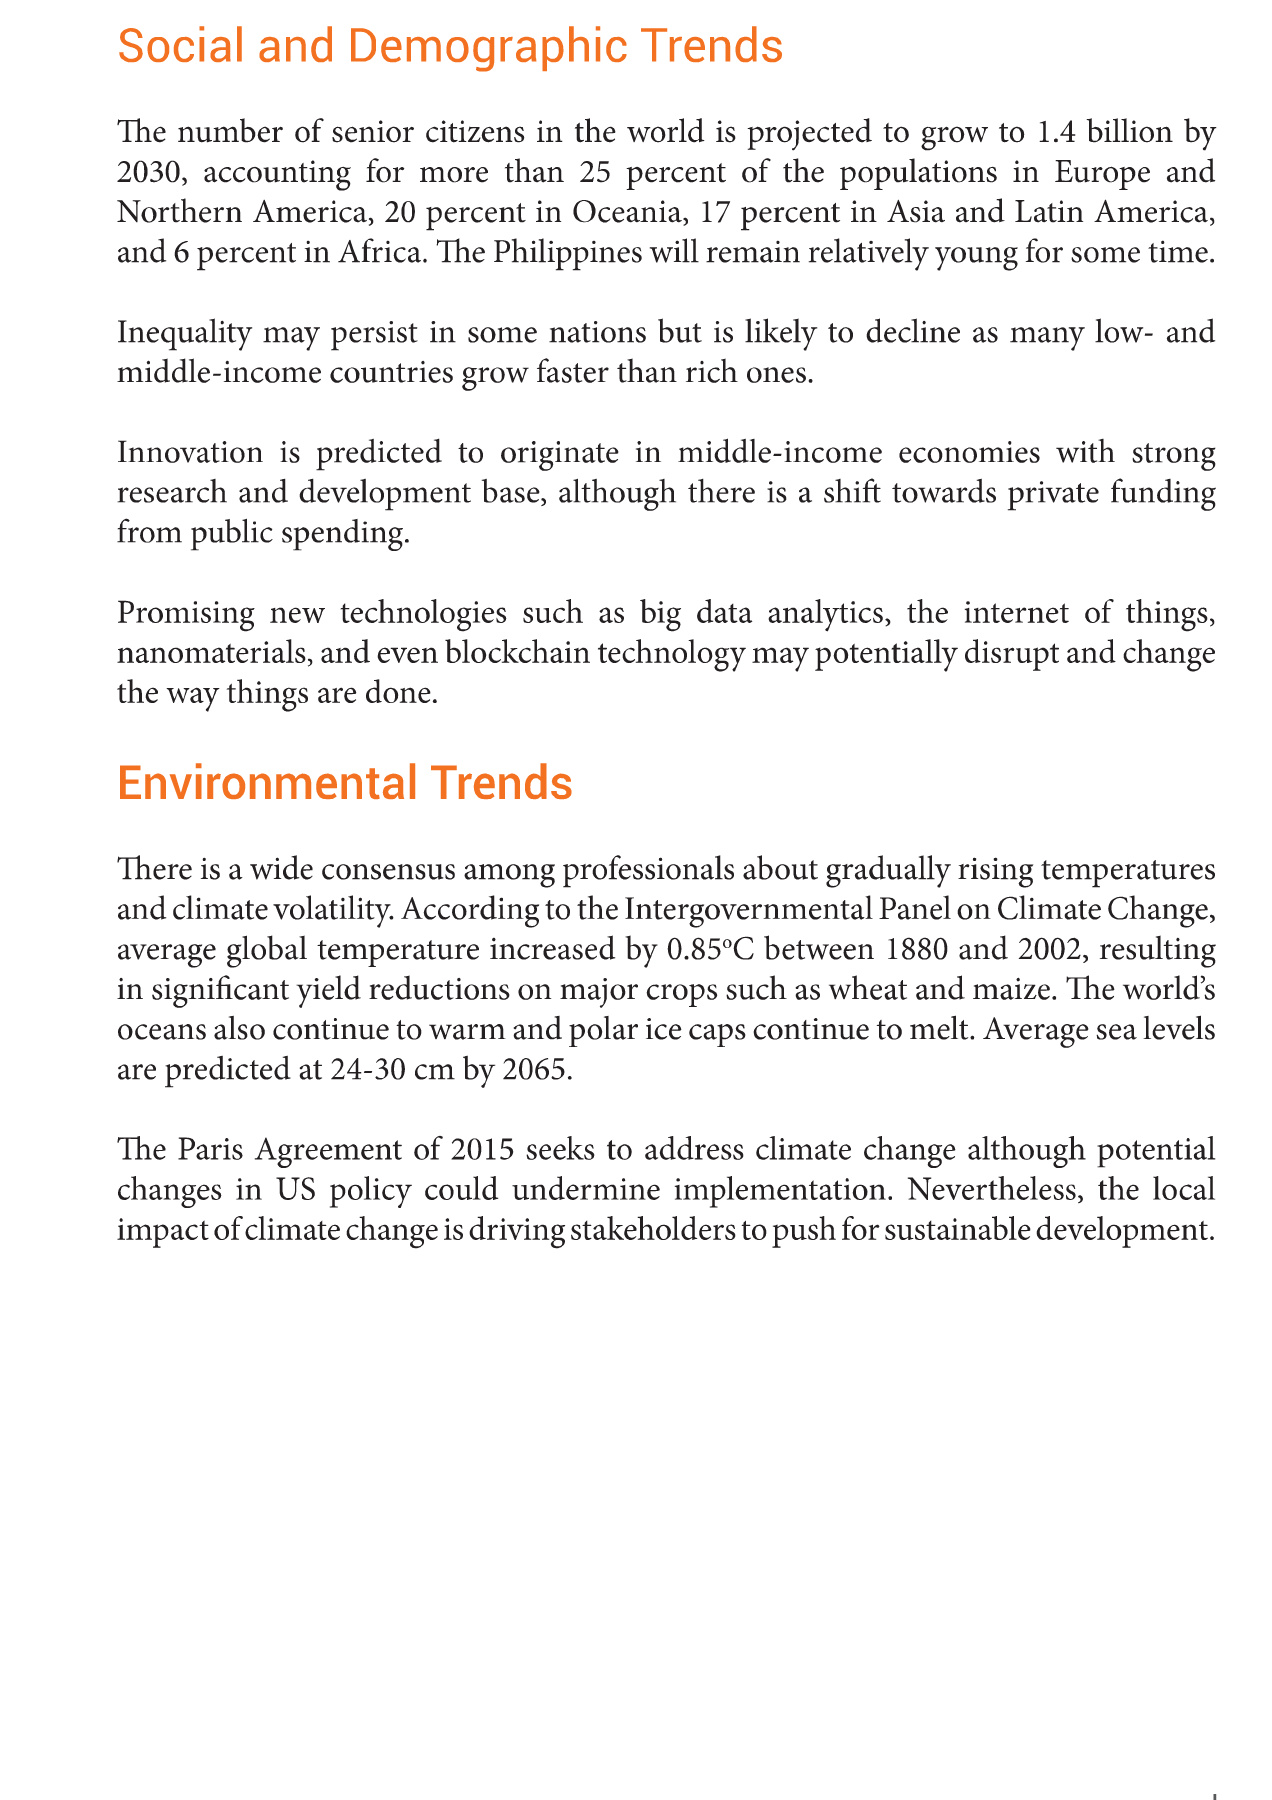 Social and Demographic Trends
The number of senior citizens in the world is projected to grow to 1.4 billion by
2030, accounting for more than 25 percent of the populations in Europe and
Northern America, 20 percent in Oceania, 17 percent in Asia and Latin America,
and 6 percent in Africa. The Philippines will remain relatively young for some time.
Inequality may persist in some nations but is likely to decline as many low- and
middle-income countries grow faster than rich ones.
Innovation is predicted to originate in middle-income economies with strong
research and development base, although there is a shift towards private funding
from public spending.
Promising new technologies such as big data analytics, the internet of things,
nanomaterials, and even blockchain technology may potentially disrupt and change
the way things are done.
Environmental Trends
There is a wide consensus among professionals about gradually rising temperatures
and climate volatility. According to the Intergovernmental Panel on Climate Change,
average global temperature increased by 0.85ºC between 1880 and 2002, resulting
in significant yield reductions on major crops such as wheat and maize. The world’s
oceans also continue to warm and polar ice caps continue to melt. Average sea levels
are predicted at 24-30 cm by 2065.
The Paris Agreement of 2015 seeks to address climate change although potential
changes in US policy could undermine implementation. Nevertheless, the local
impact of climate change is driving stakeholders to push for sustainable development.